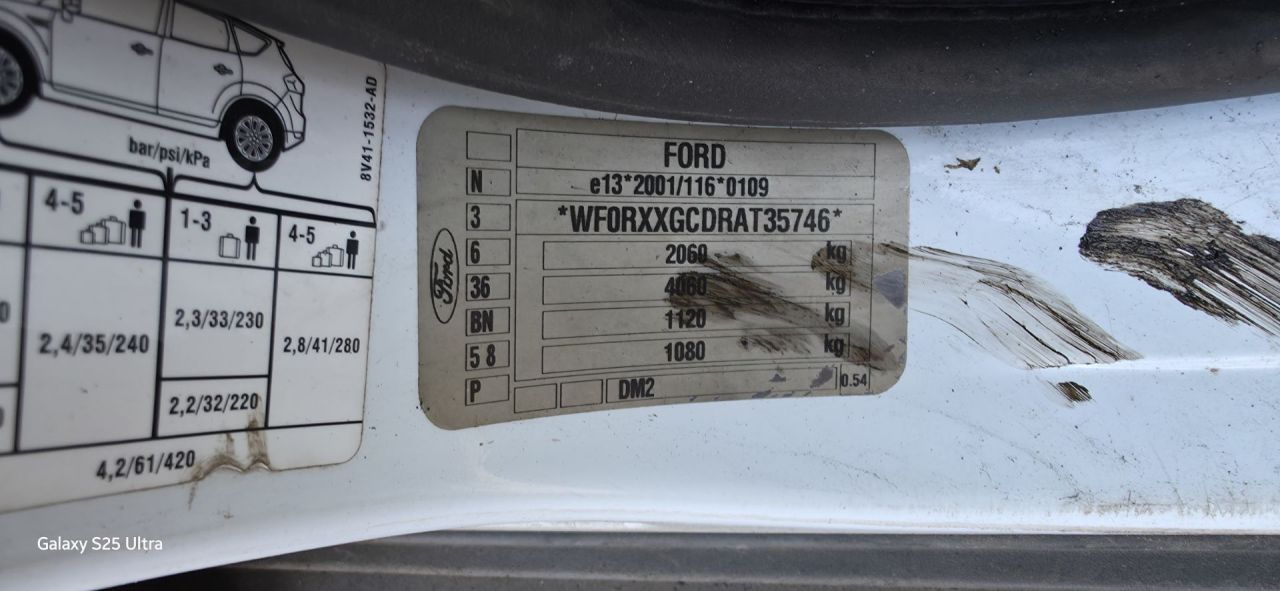 8V41-1532-AD
bar/psi/kPa
4-5
1-3
4-5
2,3/33/230
2,4/35/240
2,8/41/280
2,2/32/220
4,2/61/420
Ford
FORD
N e13*2001/116*0109
3 *WF0RXXGCDRAT35746*
6 2060 kg
36 4060 kg
BN 1120 kg
5 8 1080 kg
P DM2 0.54
Galaxy S25 Ultra